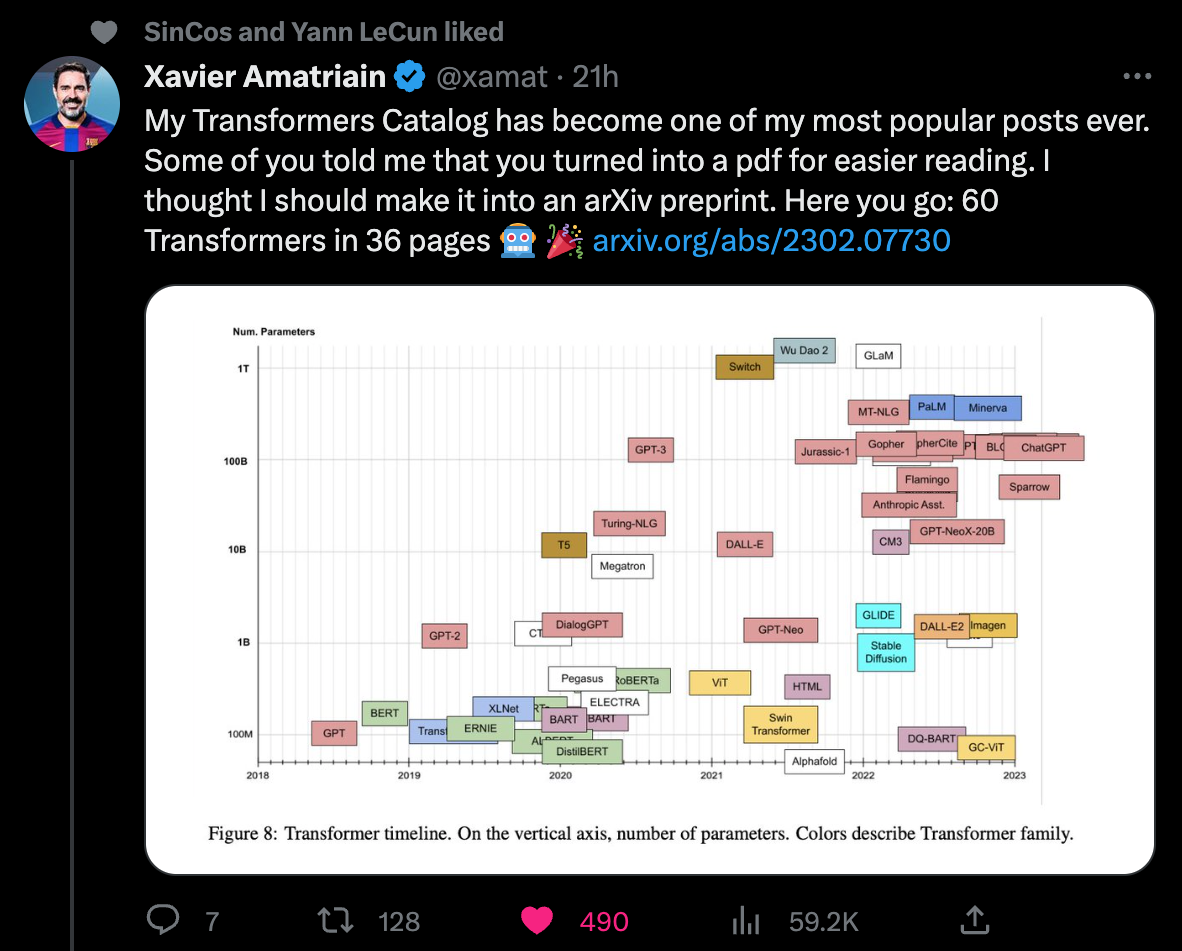 SinCos and Yann LeCun liked
Xavier Amatriain @xamat · 21h
My Transformers Catalog has become one of my most popular posts ever.
Some of you told me that you turned into a pdf for easier reading. I
thought I should make it into an arXiv preprint. Here you go: 60
Transformers in 36 pages 🤖 🎉 arxiv.org/abs/2302.07730
Num. Parameters
Wu Dao 2
GLaM
1T
Switch
MT-NLG
PaLM
Minerva
GPT-3
Jurassic-1
Gopher
pherCite
PT
BLO
ChatGPT
100B
Flamingo
Sparrow
Anthropic Asst.
Turing-NLG
GPT-NeoX-20B
T5
DALL-E
CM3
10B
Megatron
GLIDE
DialogGPT
DALL-E2
Imagen
GPT-2
CT
GPT-Neo
1B
Stable
Diffusion
Pegasus
RoBERTa
ViT
HTML
ELECTRA
XLNet
RT
BERT
BART
BART
Swin
Transformer
GPT
Transf
ERNIE
100M
ALBERT
DQ-BART
GC-ViT
DistilBERT
Alphafold
2018
2019
2020
2021
2022
2023
Figure 8: Transformer timeline. On the vertical axis, number of parameters. Colors describe Transformer family.
7
128
490
59.2K